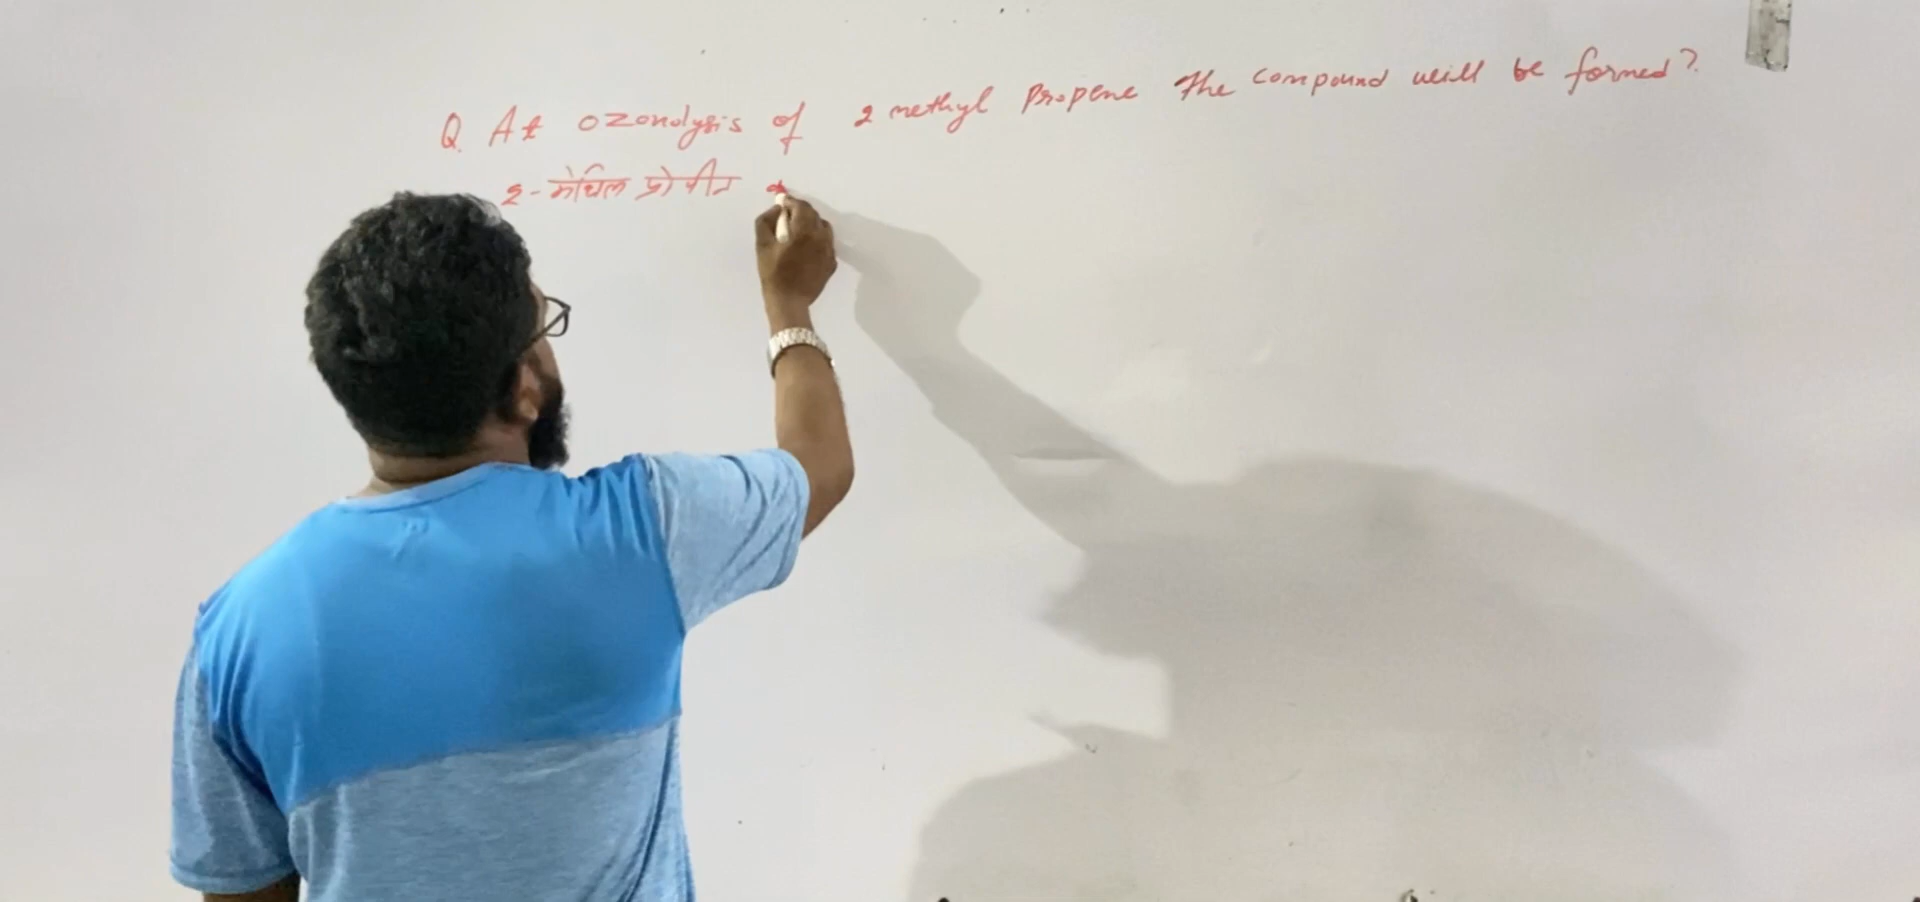 Q. At ozonolysis of 2 methyl propene the compound will be formed?
2-मेथिल प्रोपीन